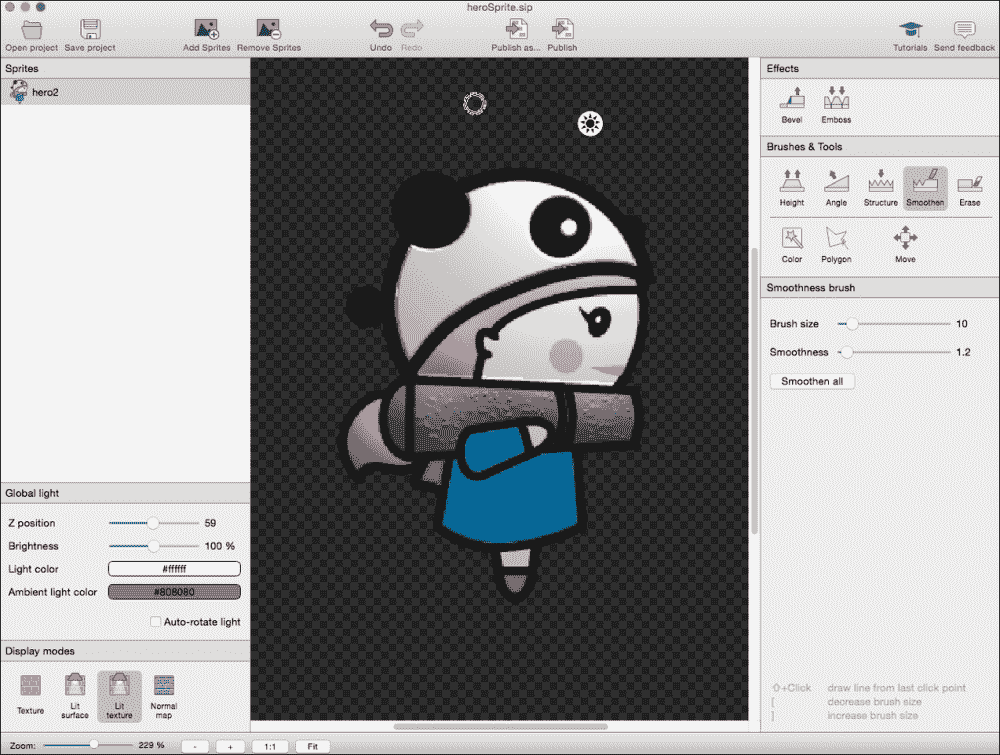 heroSprite.sip
Open project Save project Add Sprites Remove Sprites Undo Redo Publish as... Publish Tutorials Send feedback
Sprites
hero2
Global light
Z position 59
Brightness 100 %
Light color #ffffff
Ambient light color #808080
Auto-rotate light
Display modes
Texture Lit surface Lit texture Normal map
Zoom: 229 % - + 1:1 Fit
Effects
Bevel Emboss
Brushes & Tools
Height Angle Structure Smoothen Erase
Color Polygon Move
Smoothness brush
Brush size 10
Smoothness 1.2
Smoothen all
⇧+Click draw line from last click point
[ decrease brush size
] increase brush size